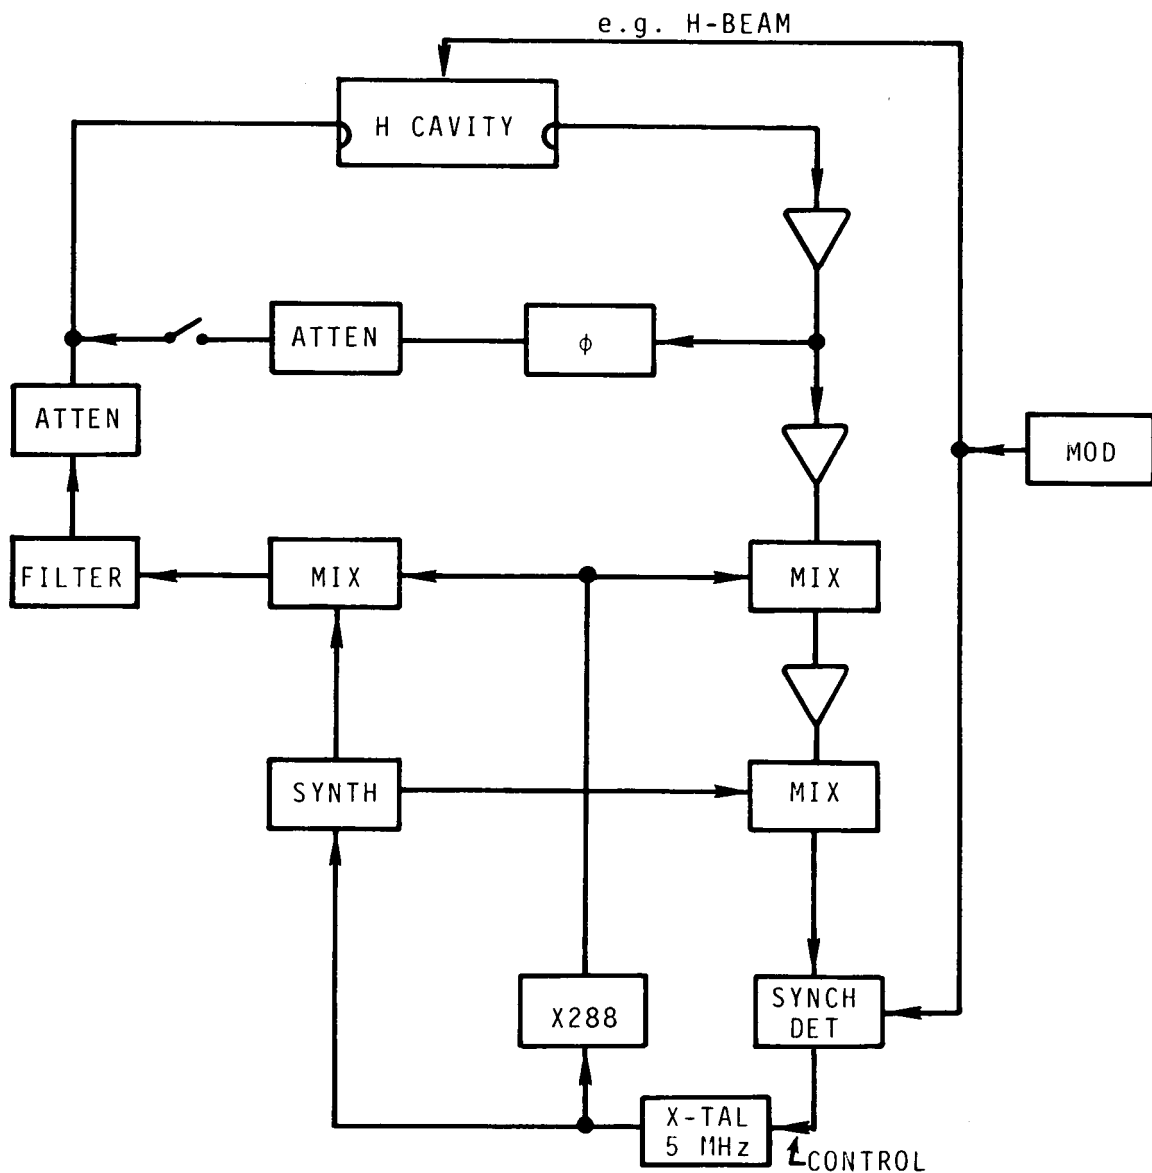 e.g. H-BEAM
H CAVITY
ATTEN
ϕ
ATTEN
MOD
FILTER
MIX
MIX
SYNTH
MIX
X288
SYNCH
DET
X-TAL
5 MHz
CONTROL